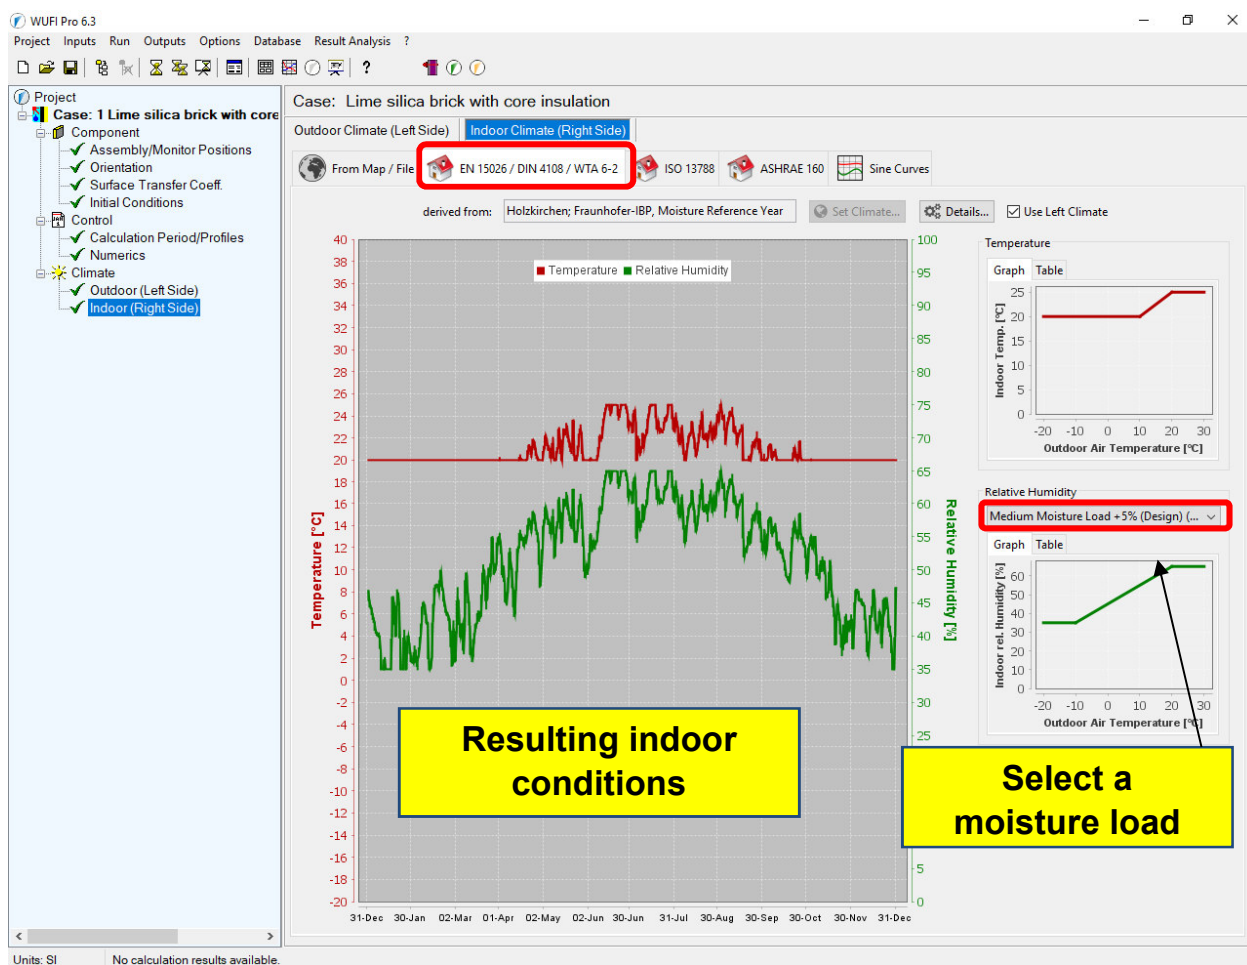 WUFI Pro 6.3
Project Inputs Run Outputs Options Database Result Analysis ?
?
Project
Case: 1 Lime silica brick with core
Component
Assembly/Monitor Positions
Orientation
Surface Transfer Coeff.
Initial Conditions
Control
Calculation Period/Profiles
Numerics
Climate
Outdoor (Left Side)
Indoor (Right Side)
Case: Lime silica brick with core insulation
Outdoor Climate (Left Side) Indoor Climate (Right Side)
From Map / File EN 15026 / DIN 4108 / WTA 6-2 ISO 13788 ASHRAE 160 Sine Curves
derived from: Holzkirchen; Fraunhofer-IBP, Moisture Reference Year Set Climate... Details... Use Left Climate
Temperature Relative Humidity
40
38
36
34
32
30
28
26
24
22
20
18
16
14
12
10
8
6
4
2
0
-2
-4
-6
-8
-10
-12
-14
-16
-18
-20
Temperature [°C]
100
95
90
85
80
75
70
65
60
55
50
45
40
35
30
25
5
0
Relative Humidity [%]
31-Dec 30-Jan 02-Mar 01-Apr 02-May 02-Jun 30-Jun 31-Jul 30-Aug 30-Sep 30-Oct 30-Nov 31-Dec
Resulting indoor
conditions
Temperature
Graph Table
25
20
15
10
5
0
Indoor Temp. [°C]
-20 -10 0 10 20 30
Outdoor Air Temperature [°C]
Relative Humidity
Medium Moisture Load +5% (Design) (...
Graph Table
60
50
40
30
20
10
0
Indoor rel. Humidity [%]
-20 -10 0 10 20 30
Outdoor Air Temperature [°C]
Select a
moisture load
Units: SI No calculation results available.